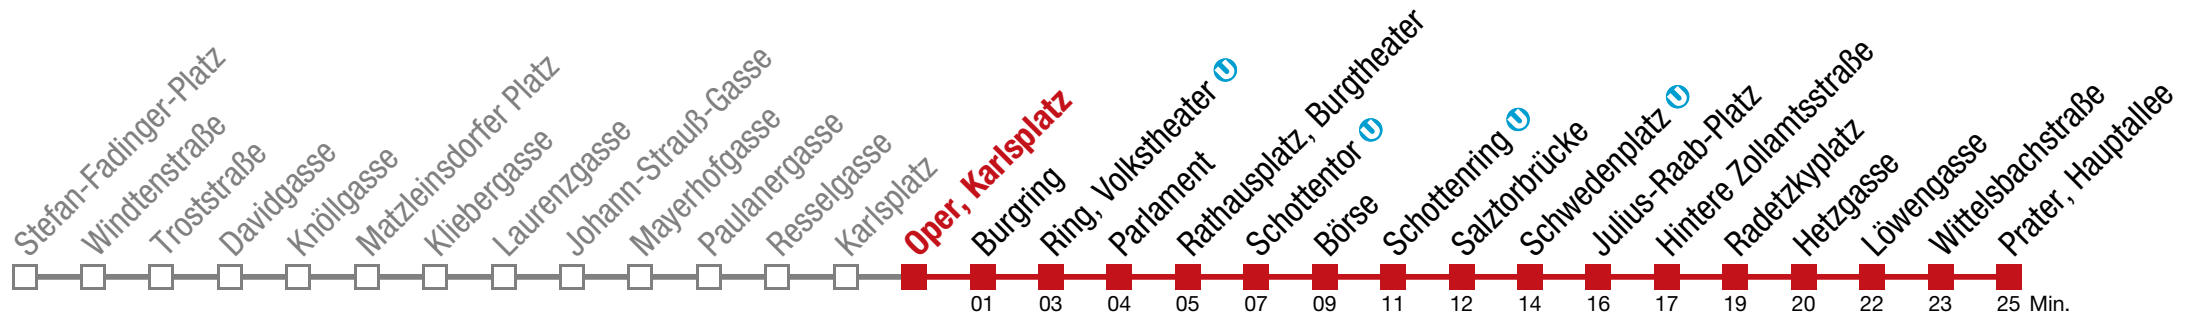 Stefan-Fadinger-Platz
Windtenstraße
Troststraße
Davidgasse
Knöllgasse
Matzleinsdorfer Platz
Kliebergasse
Laurenzgasse
Johann-Strauß-Gasse
Mayerhofgasse
Paulanergasse
Resselgasse
Karlsplatz
Oper, Karlsplatz
Burgring
Ring, Volkstheater U
Parlament
Rathausplatz, Burgtheater
Schottentor U
Börse
Schottenring U
Salztorbrücke
Schwedenplatz U
Julius-Raab-Platz
Hintere Zollamtsstraße
Radetzkyplatz
Hetzgasse
Löwengasse
Wittelsbachstraße
Prater, Hauptallee
01 03 04 05 07 09 11 12 14 16 17 19 20 22 23 25 Min.